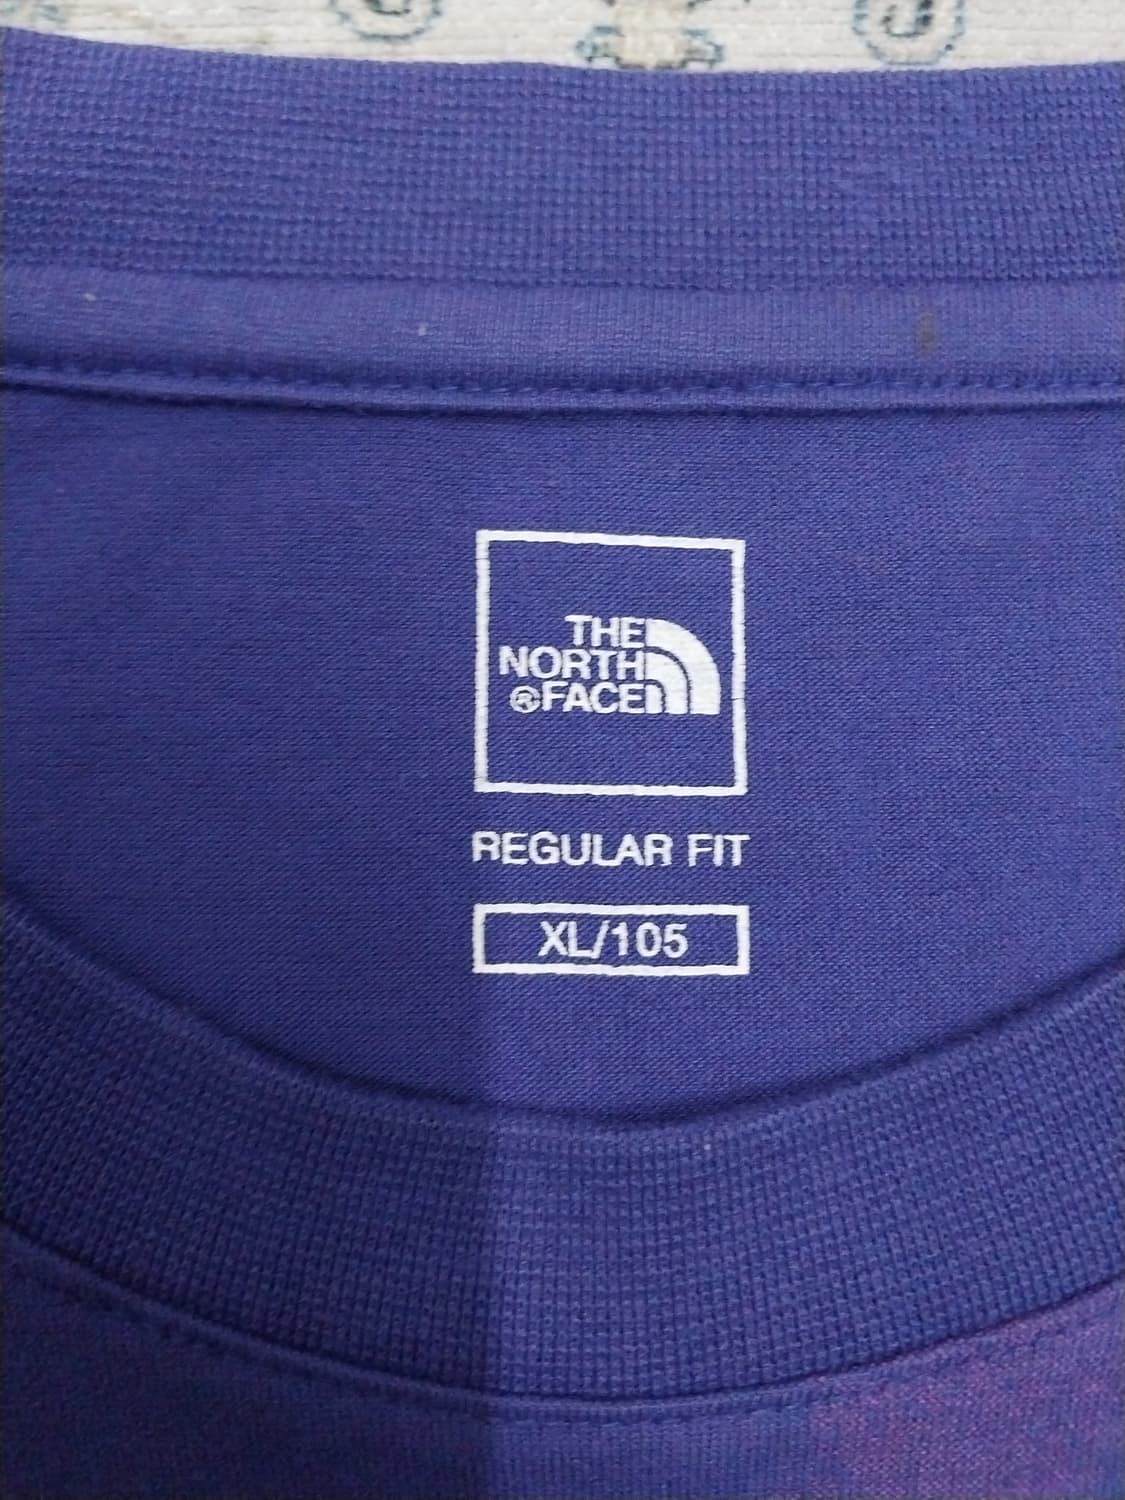 THE
NORTH
®FACE
REGULAR FIT
XL/105